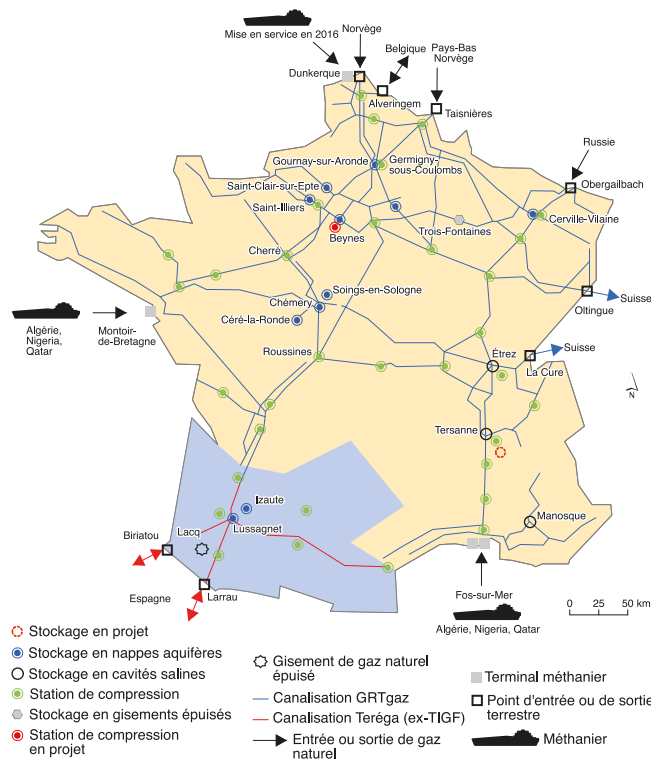 Mise en service en 2016
Norvège
Belgique
Pays-Bas
Norvège
Dunkerque
Alveringem
Taisnières
Russie
Gournay-sur-Aronde
Germigny-
sous-Coulombs
Obergailbach
Saint-Clair-sur-Epte
Saint-Illiers
Cerville-Vilaine
Beynes
Trois-Fontaines
Cherré
Soings-en-Sologne
Suisse
Chémery
Oltingue
Algérie,
Nigeria,
Qatar
Montoir-
de-Bretagne
Céré-la-Ronde
Suisse
Roussines
Étrez
La Cure
N
Tersanne
Izaute
Manosque
Biriatou
Lacq
Lussagnet
Espagne
Larrau
Fos-sur-Mer
0 25 50 km
Algérie, Nigeria, Qatar
Stockage en projet
Stockage en nappes aquifères
Stockage en cavités salines
Station de compression
Stockage en gisements épuisés
Station de compression
en projet
Gisement de gaz naturel
épuisé
Canalisation GRTgaz
Canalisation Teréga (ex-TIGF)
Entrée ou sortie de gaz
naturel
Terminal méthanier
Point d'entrée ou de sortie
terrestre
Méthanier